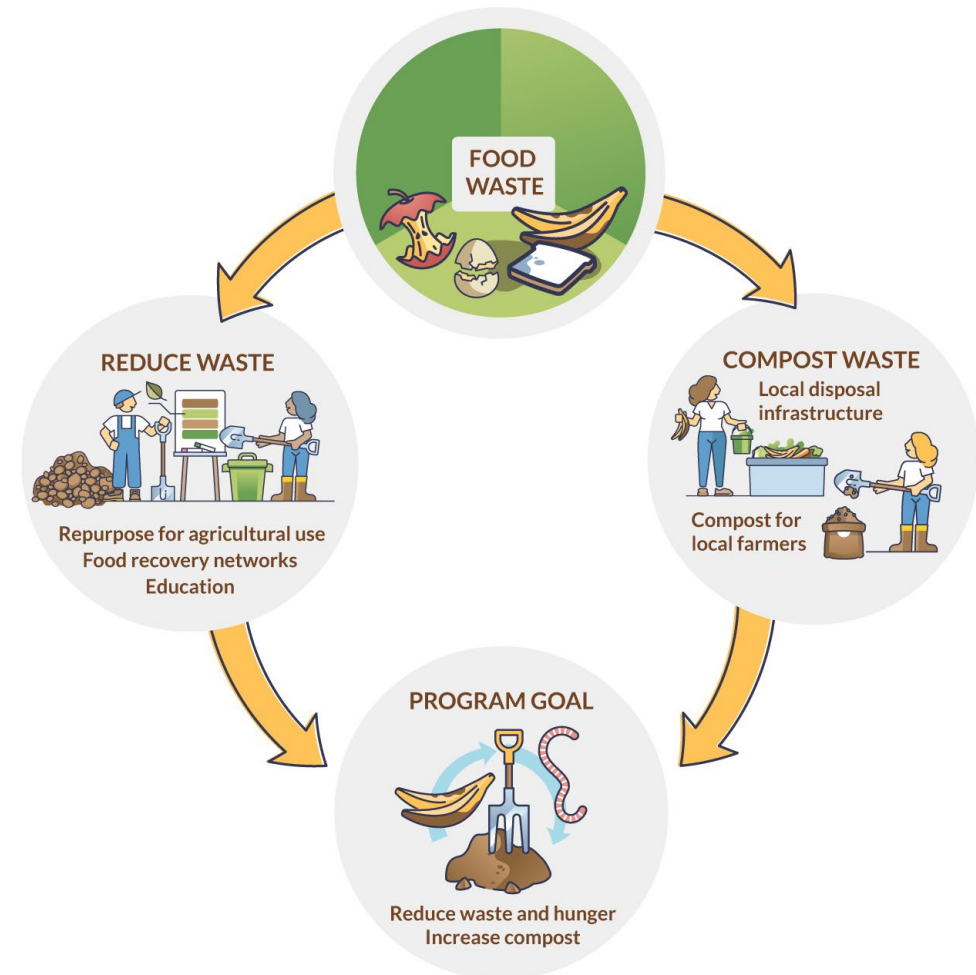 FOOD
WASTE
REDUCE WASTE
Repurpose for agricultural use
Food recovery networks
Education
COMPOST WASTE
Local disposal
infrastructure
Compost for
local farmers
PROGRAM GOAL
Reduce waste and hunger
Increase compost